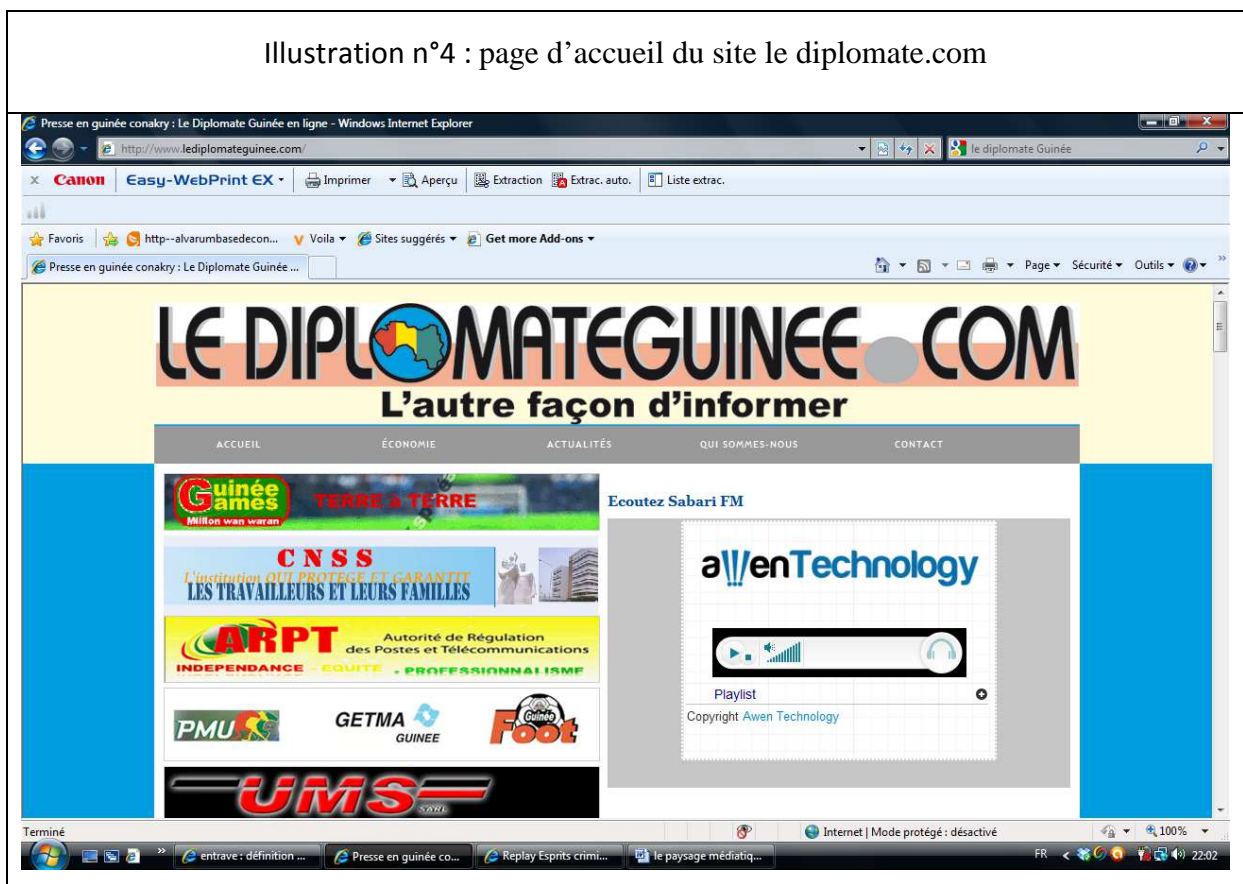 Illustration n°4 : page d'accueil du site le diplomate.com
Presse en guinée conakry : Le Diplomate Guinée en ligne - Windows Internet Explorer
http://www.lediplomateguinee.com/
le diplomate Guinée
x Canon Easy-WebPrint EX Imprimer Aperçu Extraction Extrac. auto. Liste extrac.
Favoris http--alvarumbasedecon... Voila Sites suggérés Get more Add-ons
Presse en guinée conakry : Le Diplomate Guinée ...
Page Sécurité Outils
LE DIPLOMATEGUINEE.COM
L'autre façon d'informer
ACCUEIL ÉCONOMIE ACTUALITÉS QUI SOMMES-NOUS CONTACT
Guinée Games
Million wan waran
TERRE à TERRE
CNSS
L'institution QUI PROTEGE ET GARANTIT
LES TRAVAILLEURS ET LEURS FAMILLES
ARPT
Autorité de Régulation
des Postes et Télécommunications
INDEPENDANCE - EQUITE - PROFESSIONNALISME
PMU
GETMA
GUINEE
Guinée
Foot
UMS
SARL
Ecoutez Sabari FM
awenTechnology
Playlist
Copyright Awen Technology
Terminé
Internet | Mode protégé : désactivé
100%
entrave : définition ...
Presse en guinée co...
Replay Esprits crimi...
le paysage médiatiq...
FR
22:02